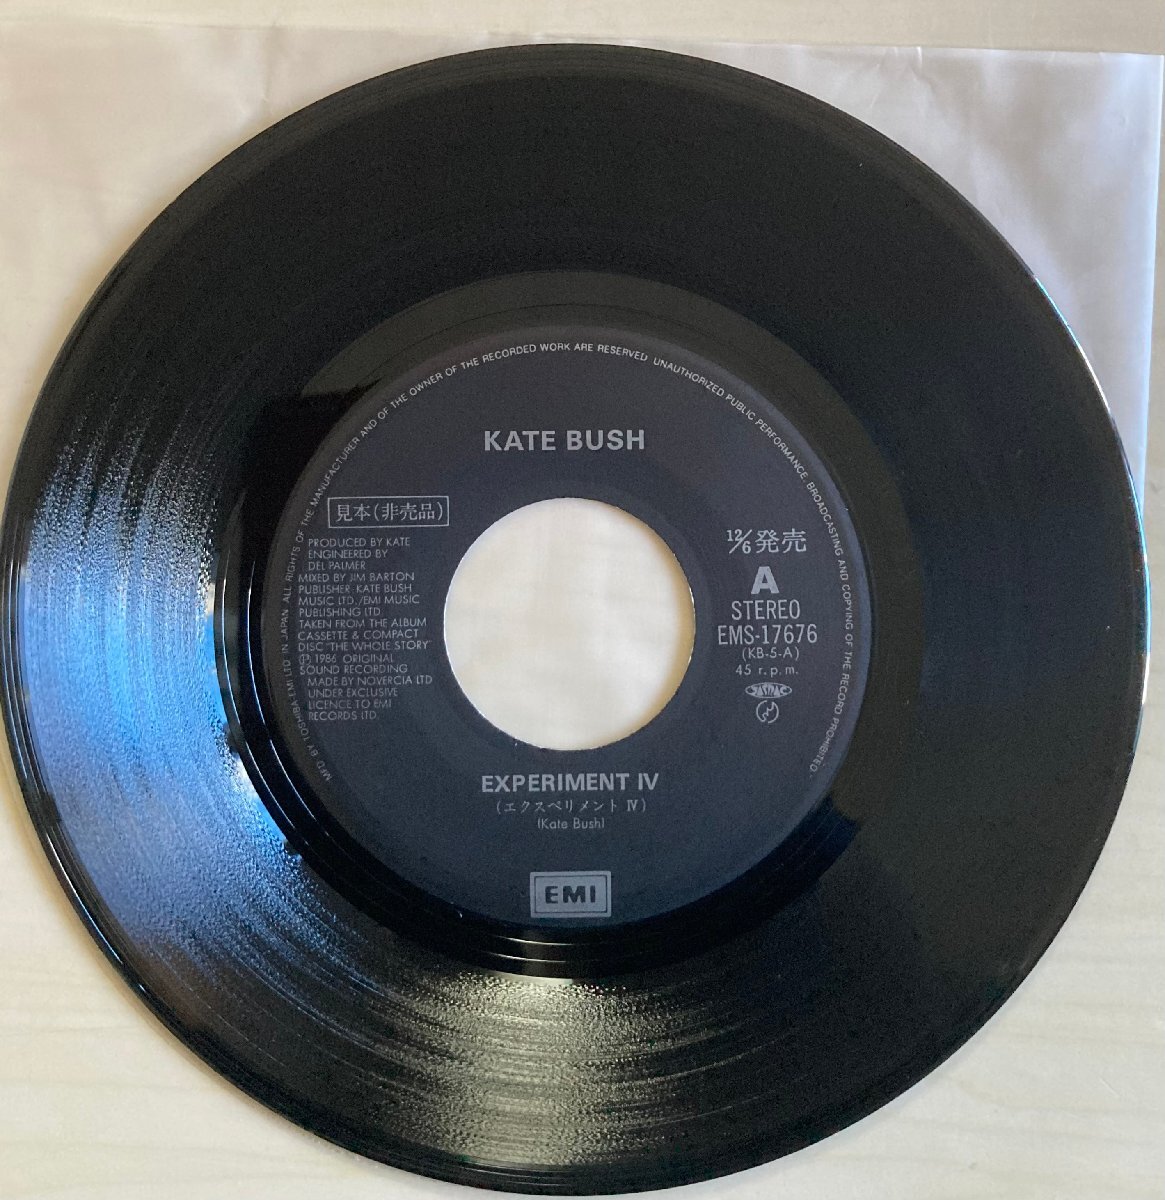 MFD BY TOSHIBA EMI LTD IN JAPAN. ALL RIGHTS OF THE MANUFACTURER AND OF THE OWNER OF THE RECORDED WORK ARE RESERVED UNAUTHORIZED PUBLIC PERFORMANCE BROADCASTING AND COPYING OF THE RECORD PROHIBITED
KATE BUSH
見本(非売品)
PRODUCED BY KATE
ENGINEERED BY
DEL PALMER
MIXED BY JIM BARTON
PUBLISHER: KATE BUSH
MUSIC LTD./EMI MUSIC
PUBLISHING LTD
TAKEN FROM THE ALBUM
CASSETTE & COMPACT
DISC "THE WHOLE STORY"
Ⓟ 1986 ORIGINAL
SOUND RECORDING
MADE BY NOVERCIA LTD
UNDER EXCLUSIVE
LICENCE TO EMI
RECORDS LTD.
12/6発売
A
STEREO
EMS-17676
(KB-5-A)
45 r.p.m.
EXPERIMENT IV
(エクスペリメント Ⅳ)
(Kate Bush)
EMI